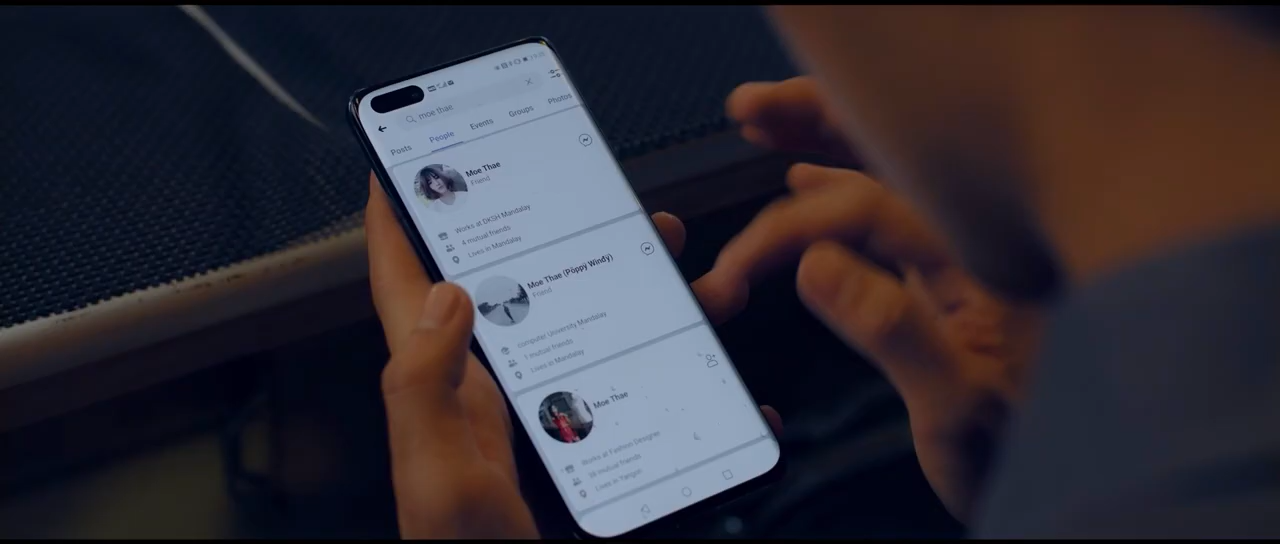 moe thae
Posts People Events Groups Photos
Moe Thae
Friend
Works at DKSH Mandalay
4 mutual friends
Lives in Mandalay
Moe Thae (Poppy Windy)
Friend
computer University Mandalay
1 mutual friends
Lives in Mandalay
Moe Thae
Works at Fashion Designer
mutual friends
Lives in Yangon